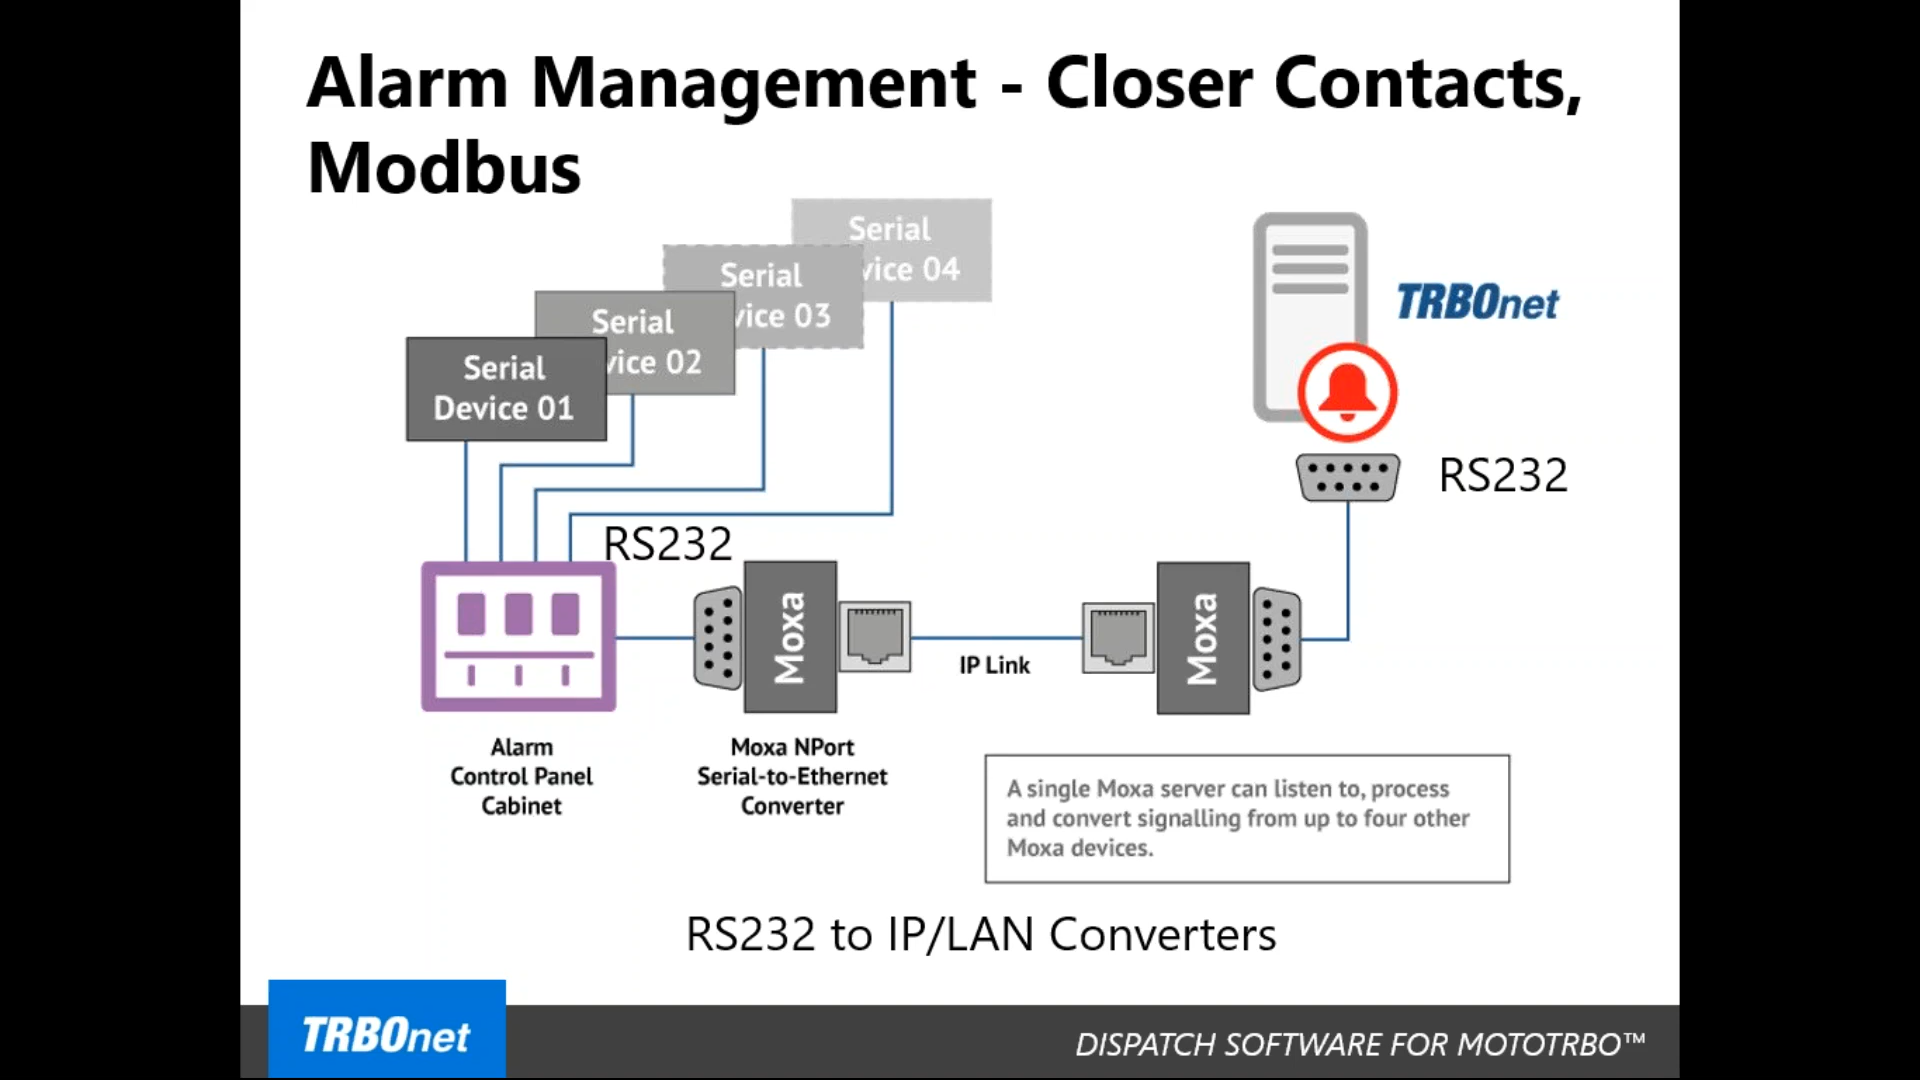 Alarm Management - Closer Contacts,
Modbus
Serial
vice 04
Serial
vice 03
Serial
vice 02
Serial
Device 01
TRBOnet
RS232
RS232
Moxa
Moxa
IP Link
Alarm
Control Panel
Cabinet
Moxa NPort
Serial-to-Ethernet
Converter
A single Moxa server can listen to, process
and convert signalling from up to four other
Moxa devices.
RS232 to IP/LAN Converters
TRBOnet
DISPATCH SOFTWARE FOR MOTOTRBO™